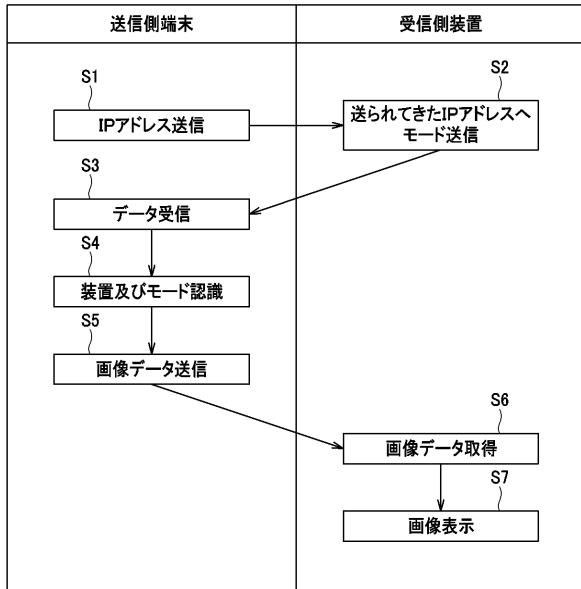 送信側端末
受信側装置
S1
IPアドレス送信
S2
送られてきたIPアドレスへ
モード送信
S3
データ受信
S4
装置及びモード認識
S5
画像データ送信
S6
画像データ取得
S7
画像表示